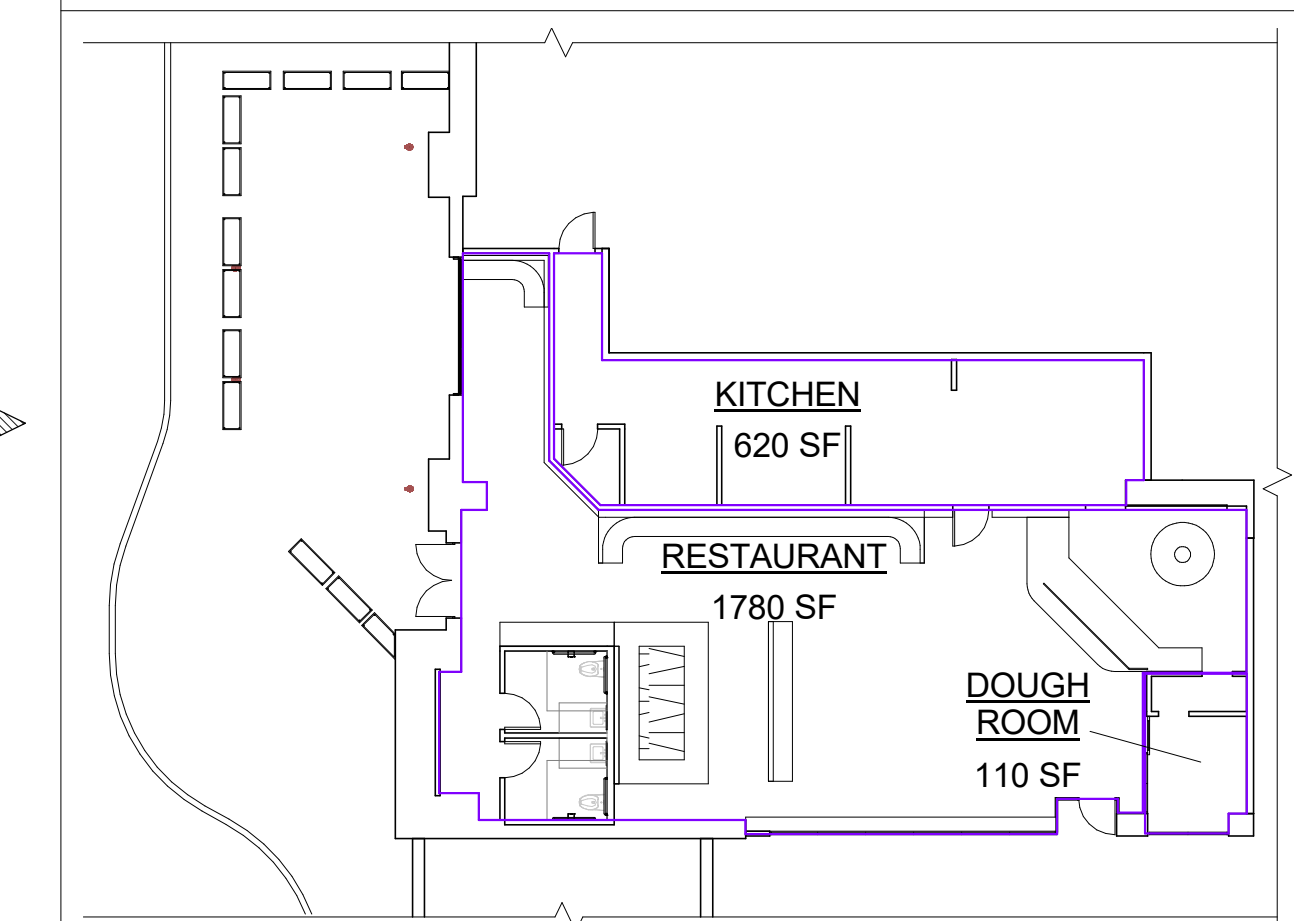 KITCHEN
620 SF
RESTAURANT
1780 SF
DOUGH
ROOM
110 SF